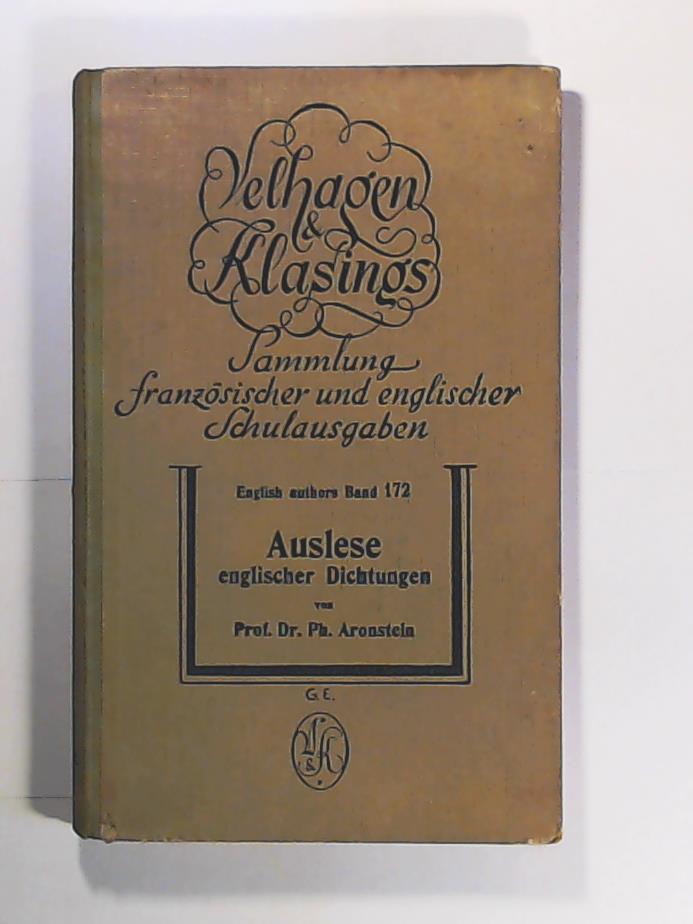 Velhagen
&
Klasings
Sammlung
französischer und englischer
Schulausgaben
English authors Band 172
Auslese
englischer Dichtungen
von
Prof. Dr. Ph. Aronstein
G. E.
V
& K